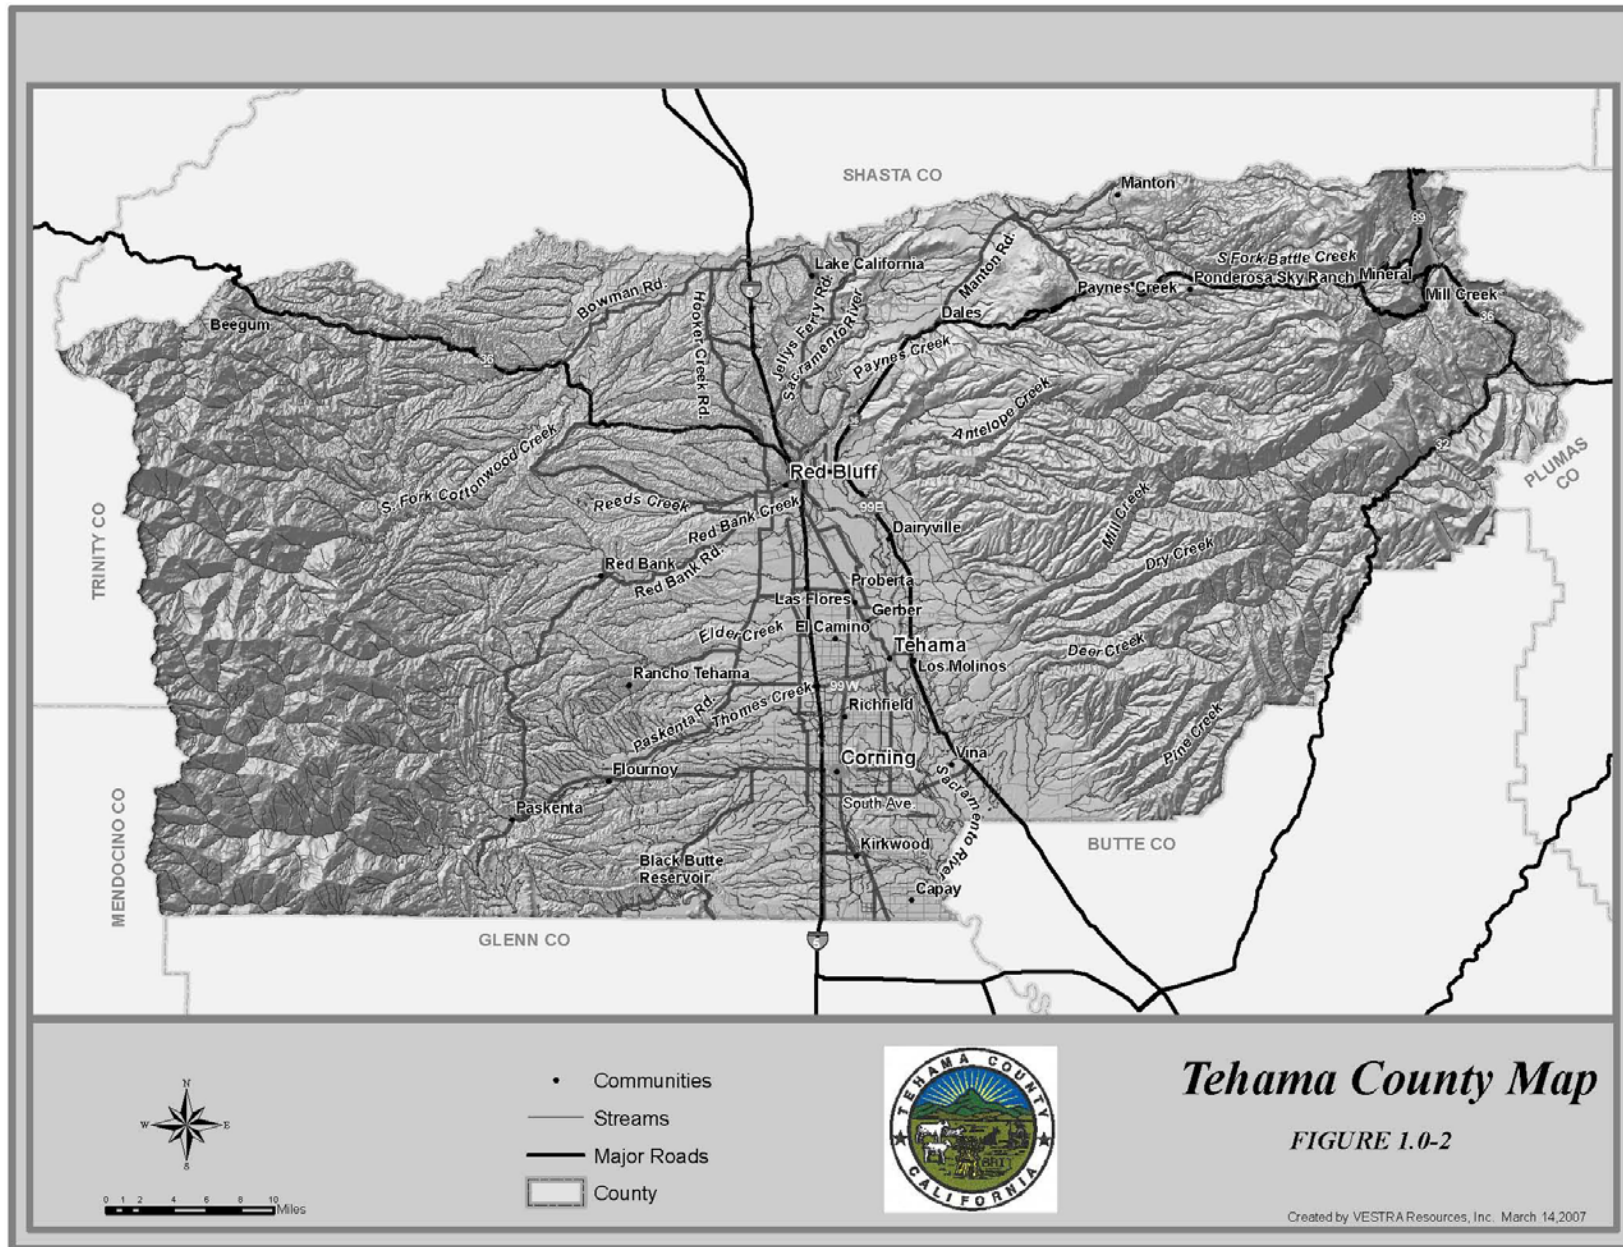 SHASTA CO
Manton
89
S Fork Battle Creek
Lake California
Manton Rd.
Ponderosa Sky Ranch
Mineral
Paynes Creek
Mill Creek
Bowman Rd.
Hooker Creek Rd.
Jellys Ferry Rd.
Sacramento River
Dales
36
Beegum
36
Paynes Creek
Antelope Creek
32
PLUMAS
CO
S. Fork Cottonwood Creek
Red Bluff
Reeds Creek
Red Bank Creek
99E
Dairyville
Mill Creek
TRINITY CO
Red Bank
Red Bank Rd.
Dry Creek
Proberta
Las Flores
Gerber
Elder Creek
El Camino
Tehama
Deer Creek
Los Molinos
Rancho Tehama
99W
Thomes Creek
Paskenta Rd.
Richfield
Pine Creek
Corning
Vina
Flournoy
South Ave.
Sacramento River
Paskenta
MENDOCINO CO
Kirkwood
BUTTE CO
Black Butte
Reservoir
Capay
GLENN CO
5
N
W
E
S
0 1 2 4 6 8 10
Miles
Communities
Streams
Major Roads
County
TEHAMA COUNTY
CALIFORNIA
Tehama County Map
FIGURE 1.0-2
Created by VESTRA Resources, Inc. March 14,2007